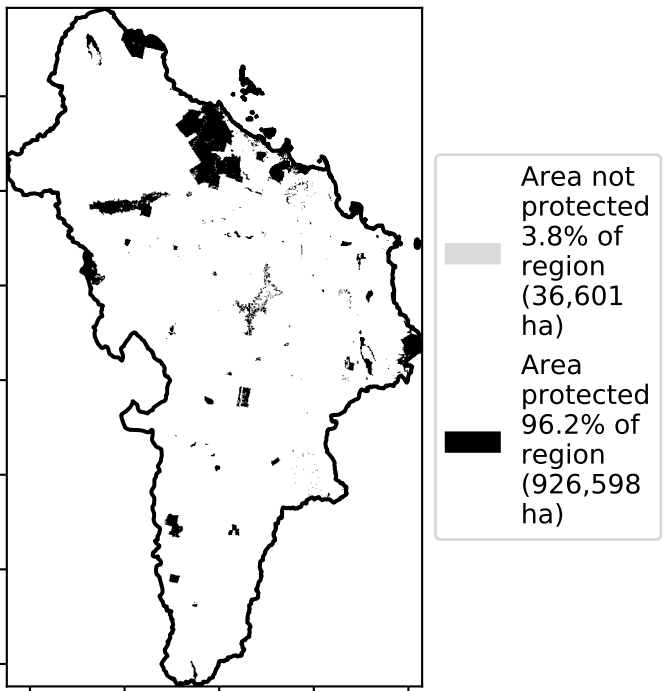 Area not
protected
3.8% of
region
(36,601
ha)
Area
protected
96.2% of
region
(926,598
ha)